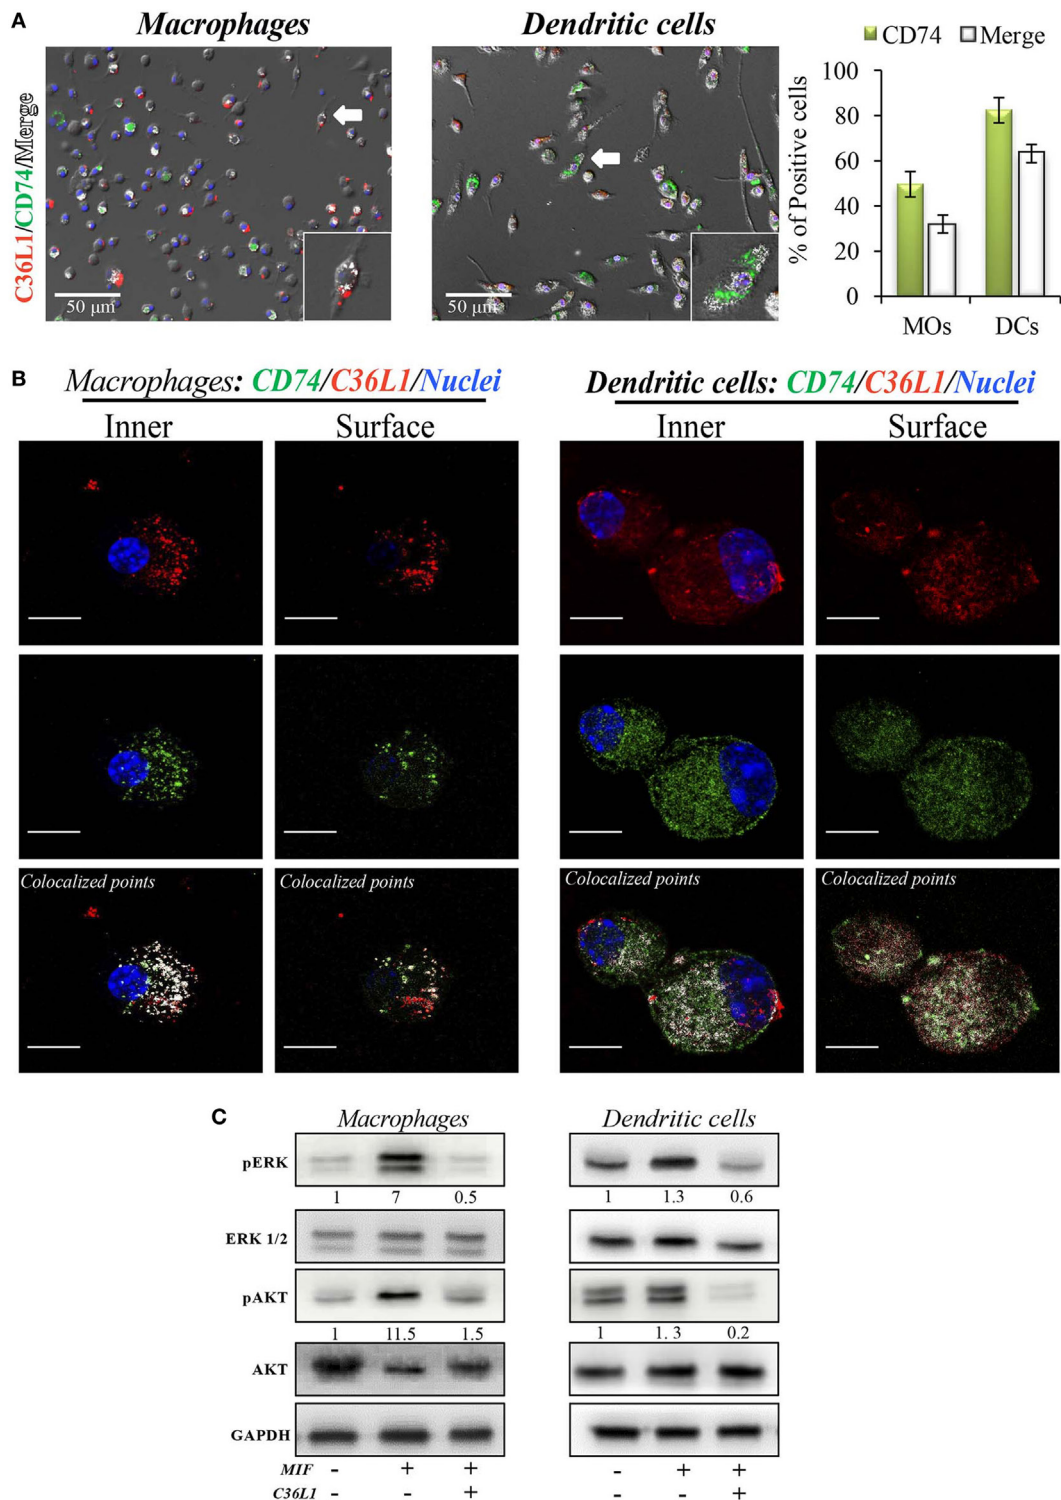 A
Macrophages
Dendritic cells
CD74 Merge
C36L1/CD74/Merge
50 μm
50 μm
% of Positive cells
100
80
60
40
20
0
MOs DCs
B
Macrophages: CD74/C36L1/Nuclei
Dendritic cells: CD74/C36L1/Nuclei
Inner Surface
Inner Surface
Colocalized points
Colocalized points
Colocalized points
Colocalized points
C
Macrophages
Dendritic cells
pERK
1 7 0.5
1 1.3 0.6
ERK 1/2
pAKT
1 11.5 1.5
1 1. 3 0.2
AKT
GAPDH
MIF - + +
- + +
C36L1 - - +
- - +